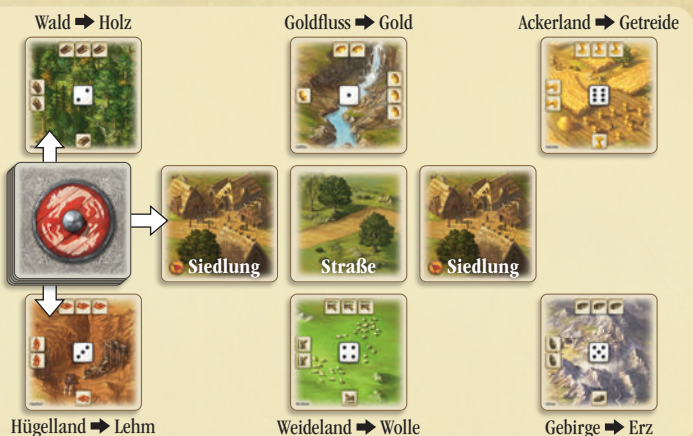 Wald ➡ Holz
Goldfluss ➡ Gold
Ackerland ➡ Getreide
Siedlung
Straße
Siedlung
Hügelland ➡ Lehm
Weideland ➡ Wolle
Gebirge ➡ Erz